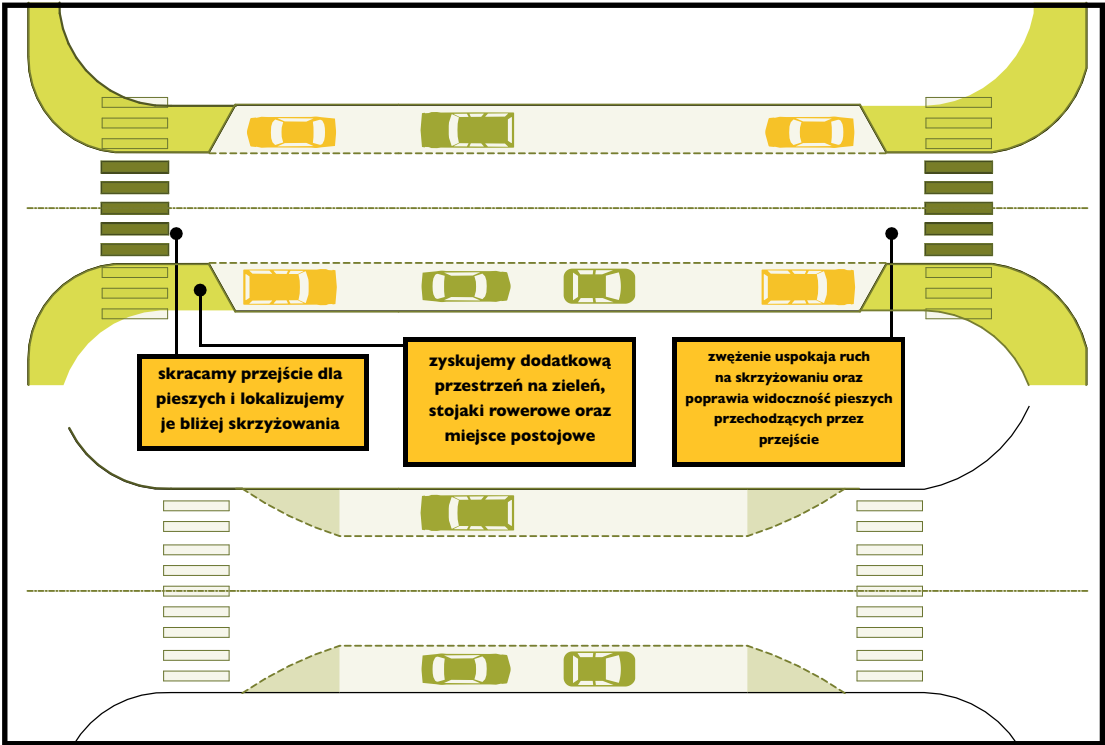 skracamy przejście dla
pieszych i lokalizujemy
je bliżej skrzyżowania
zyskujemy dodatkową
przestrzeń na zieleń,
stojaki rowerowe oraz
miejsce postojowe
zwężenie uspokaja ruch
na skrzyżowaniu oraz
poprawia widoczność pieszych
przechodzących przez
przejście